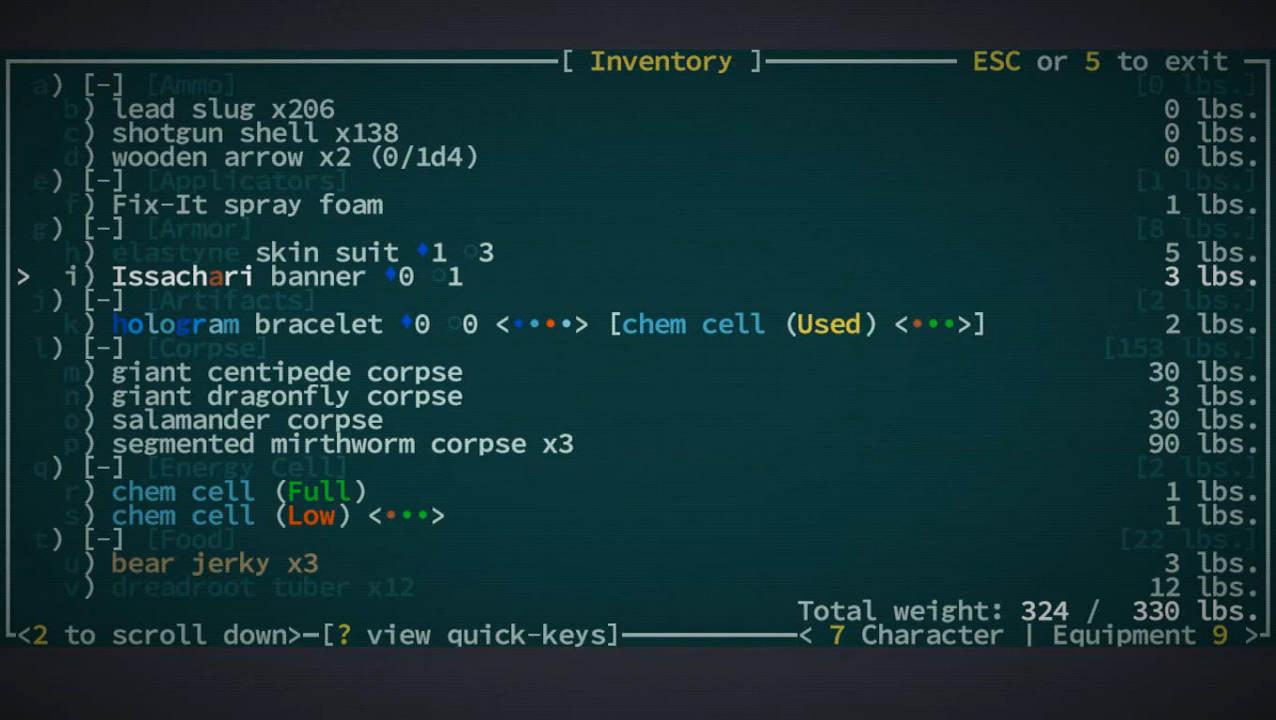 [ Inventory ] ESC or 5 to exit
a) [-] [Ammo] [0 lbs.]
b) lead slug x206 0 lbs.
c) shotgun shell x138 0 lbs.
d) wooden arrow x2 (0/1d4) 0 lbs.
e) [-] [Applicators] [1 lbs.]
f) Fix-It spray foam 1 lbs.
g) [-] [Armor] [8 lbs.]
h) elastyne skin suit ♦1 ○3 5 lbs.
> i) Issachari banner ♦0 ○1 3 lbs.
j) [-] [Artifacts] [2 lbs.]
k) hologram bracelet ♦0 ○0 <••••> [chem cell (Used) <•••>] 2 lbs.
l) [-] [Corpse] [153 lbs.]
m) giant centipede corpse 30 lbs.
n) giant dragonfly corpse 3 lbs.
o) salamander corpse 30 lbs.
p) segmented mirthworm corpse x3 90 lbs.
q) [-] [Energy Cell] [2 lbs.]
r) chem cell (Full) 1 lbs.
s) chem cell (Low) <•••> 1 lbs.
t) [-] [Food] [22 lbs.]
u) bear jerky x3 3 lbs.
v) dreadroot tuber x12 12 lbs.
Total weight: 324 / 330 lbs.
<2 to scroll down> [? view quick-keys] < 7 Character | Equipment 9 >